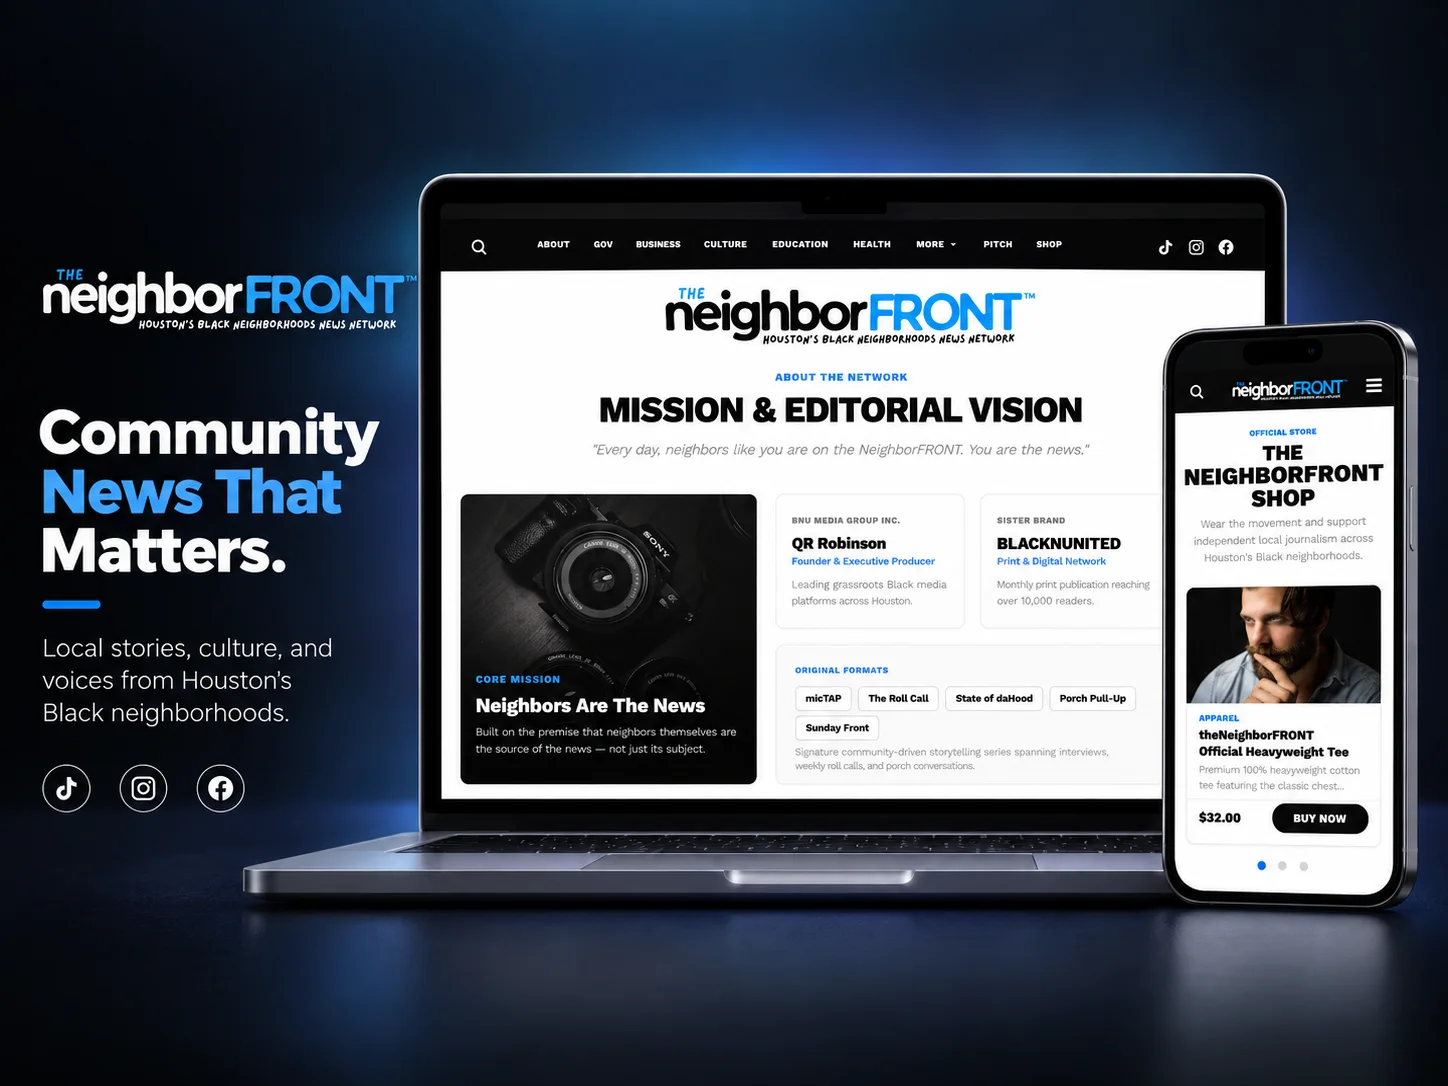 THE
neighborFRONT™
HOUSTON'S BLACK NEIGHBORHOODS NEWS NETWORK
Community
News That
Matters.
Local stories, culture, and
voices from Houston's
Black neighborhoods.
ABOUT GOV BUSINESS CULTURE EDUCATION HEALTH MORE PITCH SHOP
THE
neighborFRONT™
HOUSTON'S BLACK NEIGHBORHOODS NEWS NETWORK
ABOUT THE NETWORK
MISSION & EDITORIAL VISION
"Every day, neighbors like you are on the NeighborFRONT. You are the news."
SONY
CORE MISSION
Neighbors Are The News
Built on the premise that neighbors themselves are
the source of the news — not just its subject.
BNU MEDIA GROUP INC.
QR Robinson
Founder & Executive Producer
Leading grassroots Black media
platforms across Houston.
SISTER BRAND
BLACKNUNITED
Print & Digital Network
Monthly print publication reaching
over 10,000 readers.
ORIGINAL FORMATS
micTAP The Roll Call State of daHood Porch Pull-Up
Sunday Front
Signature community-driven storytelling series spanning interviews,
weekly roll calls, and porch conversations.
THE
neighborFRONT
OFFICIAL STORE
THE
NEIGHBORFRONT
SHOP
Wear the movement and support
independent local journalism across
Houston's Black neighborhoods.
APPAREL
theNeighborFRONT
Official Heavyweight Tee
Premium 100% heavyweight cotton
tee featuring the classic chest...
$32.00 BUY NOW